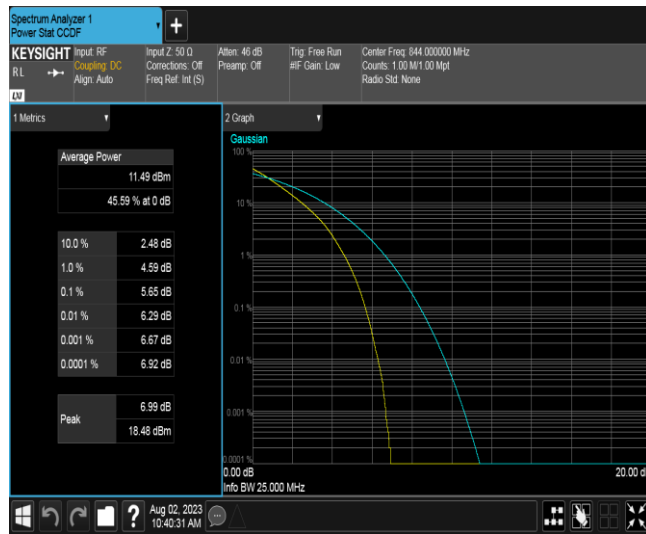 Spectrum Analyzer 1
Power Stat CCDF
+
KEYSIGHT
RL
LXI
Input: RF
Coupling: DC
Align: Auto
Input Z: 50 Ω
Corrections: Off
Freq Ref: Int (S)
Atten: 46 dB
Preamp: Off
Trig: Free Run
#IF Gain: Low
Center Freq: 844.000000 MHz
Counts: 1.00 M/1.00 Mpt
Radio Std: None
1 Metrics
Average Power
11.49 dBm
45.59 % at 0 dB
10.0 % 2.48 dB
1.0 % 4.59 dB
0.1 % 5.65 dB
0.01 % 6.29 dB
0.001 % 6.67 dB
0.0001 % 6.92 dB
Peak
6.99 dB
18.48 dBm
2 Graph
Gaussian
100 %
10 %
1 %
0.1 %
0.01 %
0.001 %
0.0001 %
0.00 dB
20.00 d
Info BW 25.000 MHz
?
Aug 02, 2023
10:40:31 AM